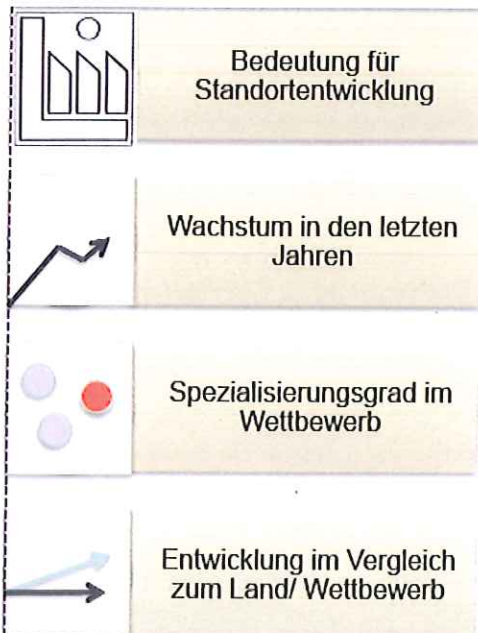 Bedeutung für
Standortentwicklung
Wachstum in den letzten
Jahren
Spezialisierungsgrad im
Wettbewerb
Entwicklung im Vergleich
zum Land/ Wettbewerb